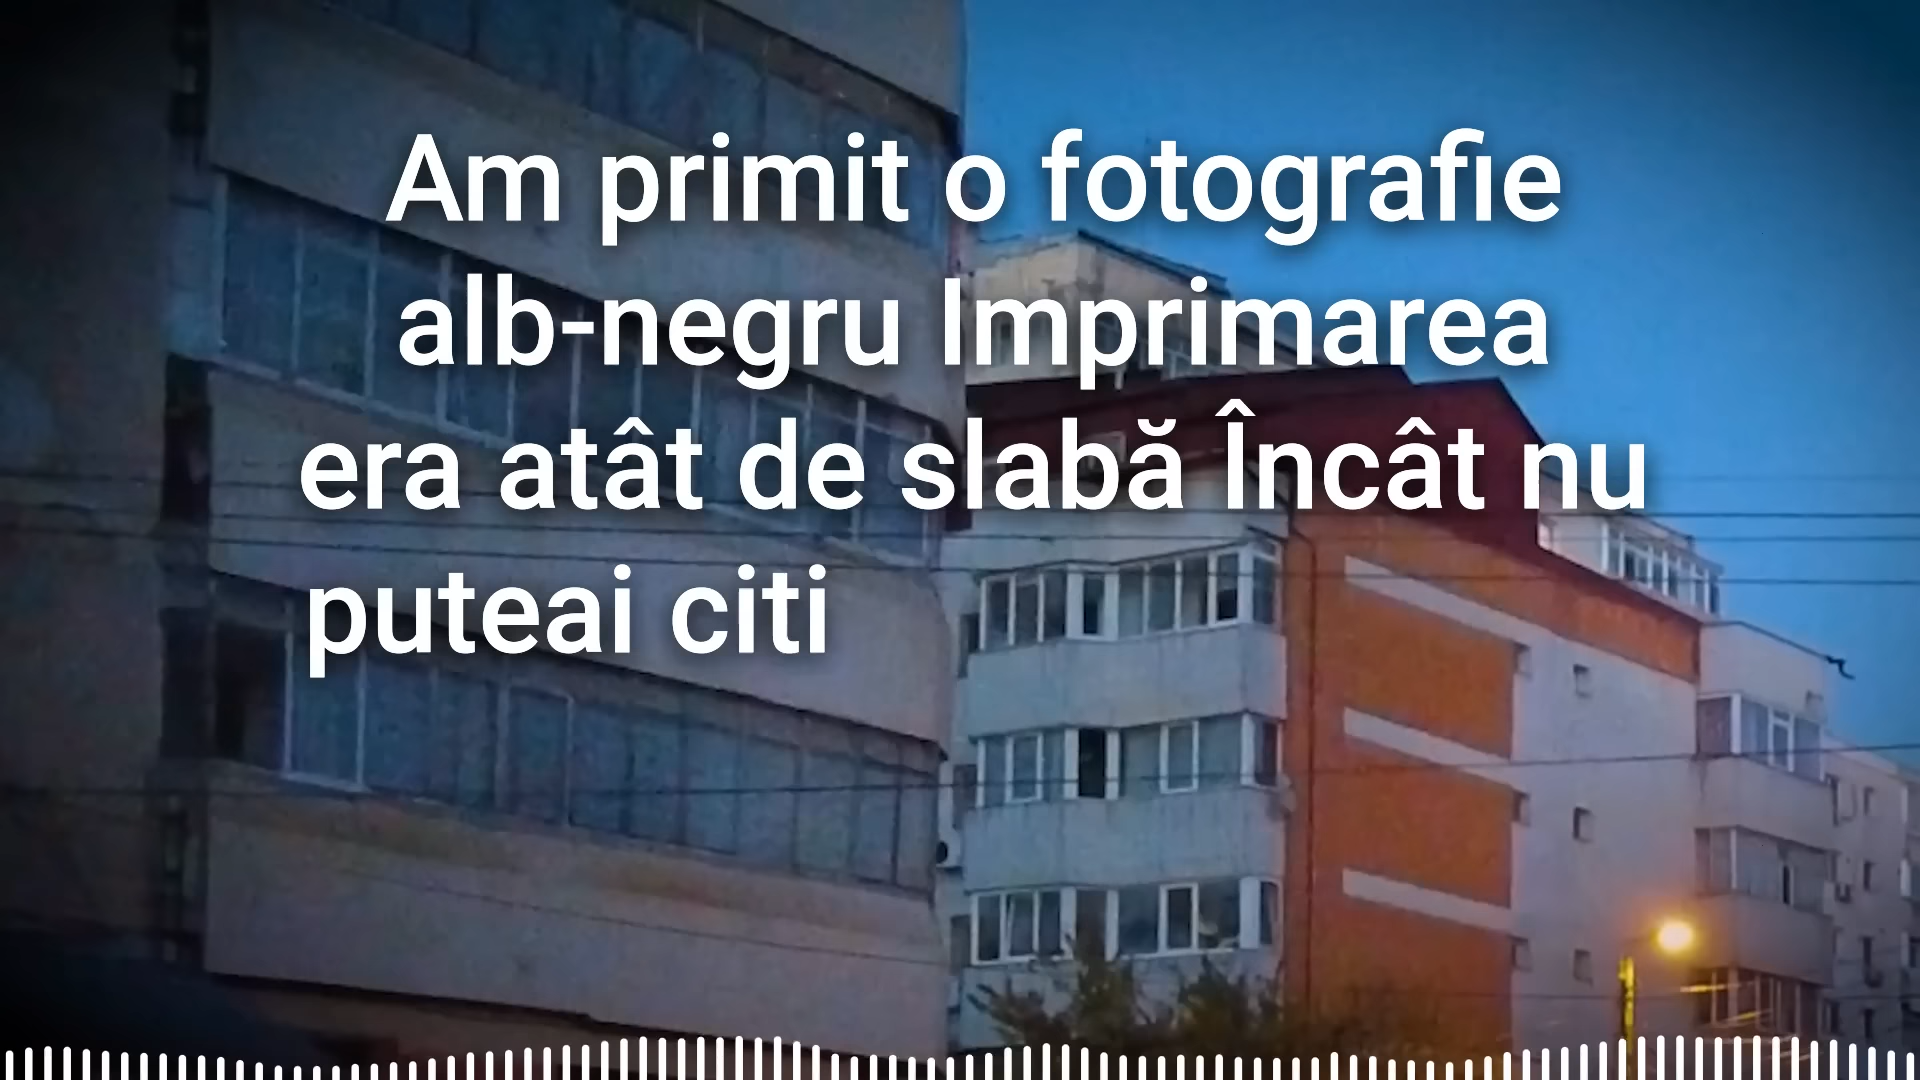 Am primit o fotografie
alb-negru Imprimarea
era atât de slabă Încât nu
puteai citi